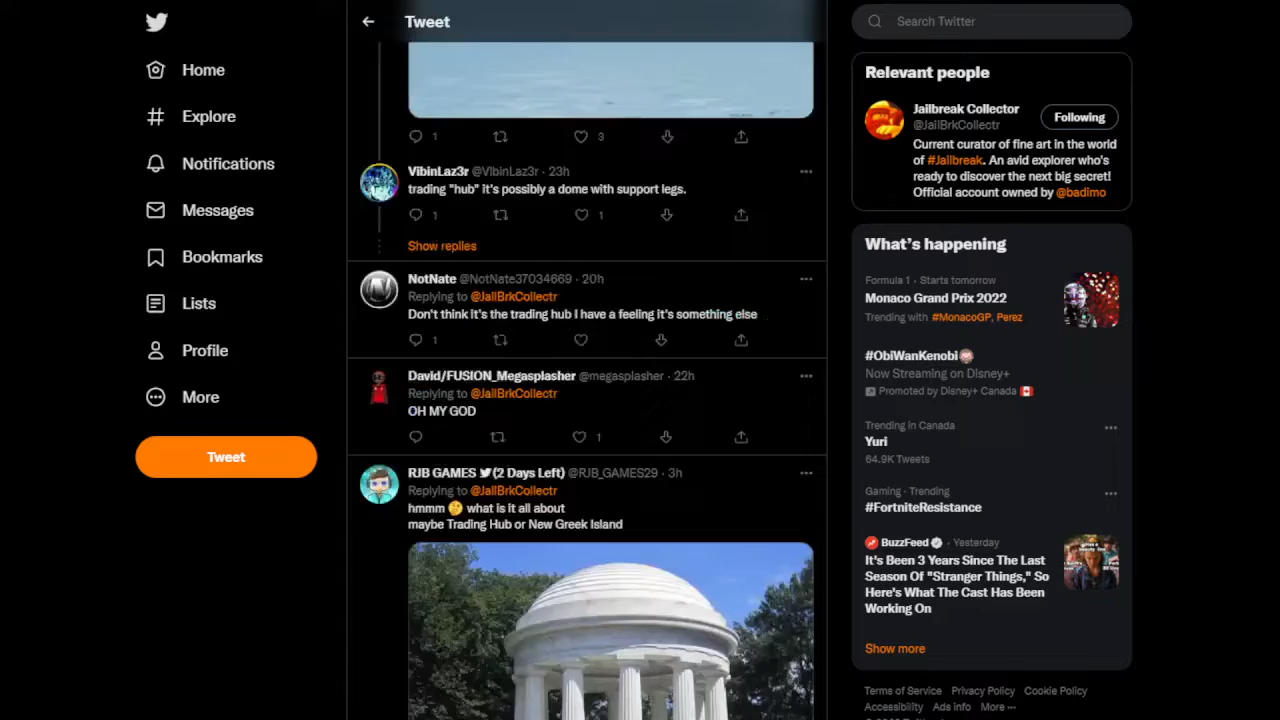 Home
Explore
Notifications
Messages
Bookmarks
Lists
Profile
More
Tweet
Tweet
1
3
VibinLaz3r @VibinLaz3r · 23h
trading "hub" it's possibly a dome with support legs.
1
1
Show replies
NotNate @NotNate37034669 · 20h
Replying to @JailBrkCollectr
Don't think it's the trading hub I have a feeling it's something else
1
David/FUSION_Megasplasher @megasplasher · 22h
Replying to @JailBrkCollectr
OH MY GOD
1
RJB GAMES (2 Days Left) @RJB_GAMES29 · 3h
Replying to @JailBrkCollectr
hmmm 🤔 what is it all about
maybe Trading Hub or New Greek Island
Search Twitter
Relevant people
Jailbreak Collector
@JailBrkCollectr
Following
Current curator of fine art in the world
of #Jailbreak. An avid explorer who's
ready to discover the next big secret!
Official account owned by @badimo
What's happening
Formula 1 · Starts tomorrow
Monaco Grand Prix 2022
Trending with #MonacoGP, Perez
#ObiWanKenobi
Now Streaming on Disney+
Promoted by Disney+ Canada 🇨🇦
Trending in Canada
Yuri
64.9K Tweets
Gaming · Trending
#FortniteResistance
BuzzFeed · Yesterday
It's Been 3 Years Since The Last
Season Of "Stranger Things," So
Here's What The Cast Has Been
Working On
Show more
Terms of Service Privacy Policy Cookie Policy
Accessibility Ads info More ···